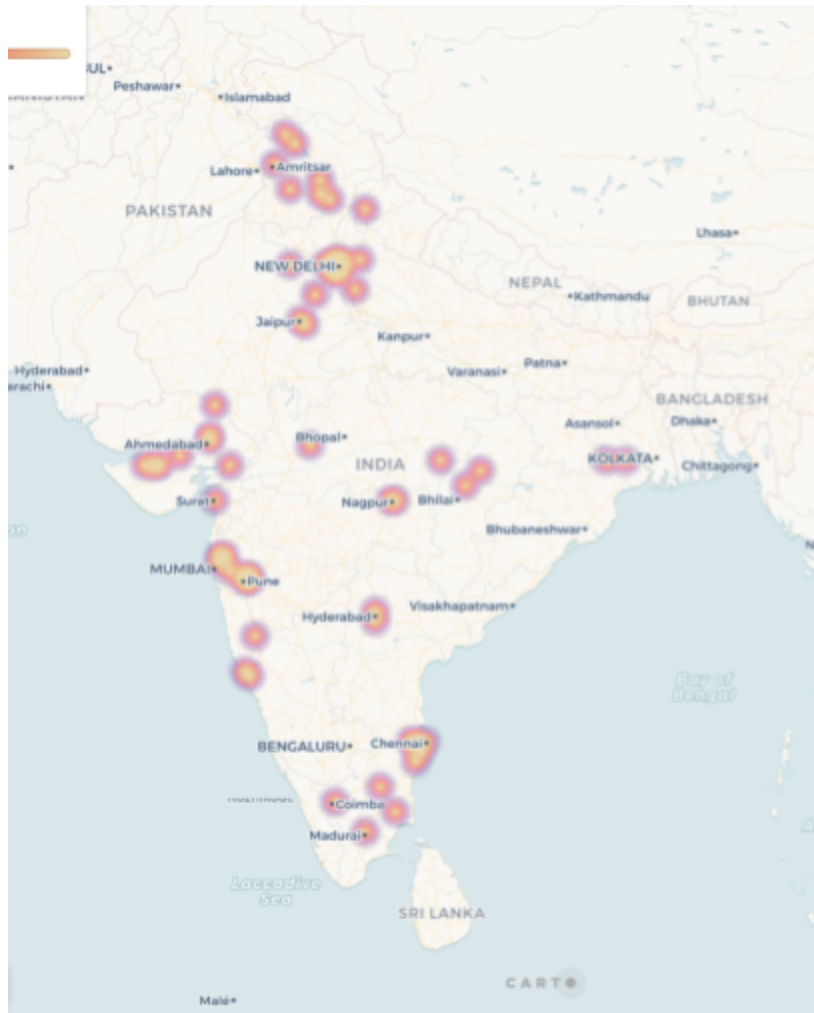 UL
Peshawar
Islamabad
Lahore
Amritsar
PAKISTAN
Lhasa
NEW DELHI
NEPAL
Kathmandu
BHUTAN
Jaipur
Kanpur
Patna
Varanasi
Hyderabad
arachi
BANGLADESH
Asansol
Dhaka
Ahmedabad
Bhopal
INDIA
KOLKATA
Chittagong
Surat
Nagpur
Bhilai
Bhubaneshwar
MUMBAI
Pune
Hyderabad
Visakhapatnam
Bay of
Bengal
BENGALURU
Chennai
Coimba
Madurai
Laccadive
Sea
SRI LANKA
CARTO
Malé